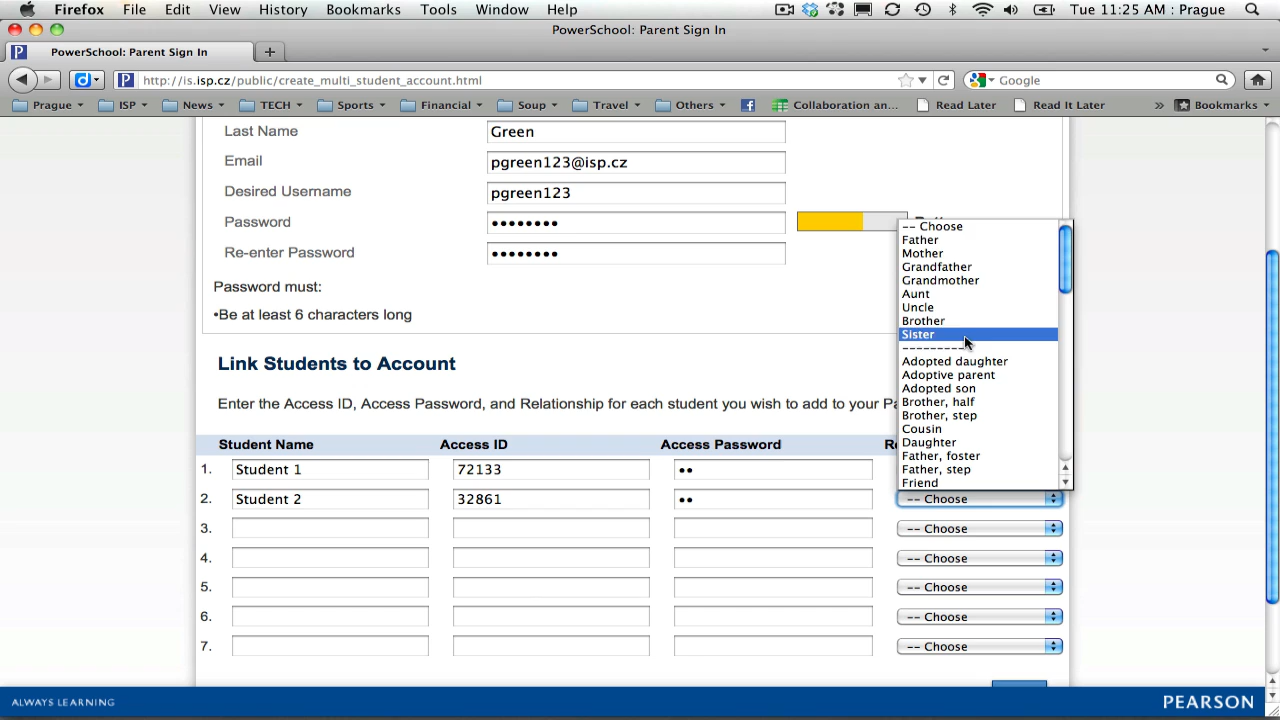 Firefox File Edit View History Bookmarks Tools Window Help Tue 11:25 AM : Prague
PowerSchool: Parent Sign In
P PowerSchool: Parent Sign In +
d P http://is.isp.cz/public/create_multi_student_account.html Google
Prague ISP News TECH Sports Financial Soup Travel Others f Collaboration an... Read Later Read It Later » Bookmarks
Last Name Green
Email pgreen123@isp.cz
Desired Username pgreen123
Password ••••••••
Re-enter Password ••••••••
Password must:
•Be at least 6 characters long
-- Choose
Father
Mother
Grandfather
Grandmother
Aunt
Uncle
Brother
Sister
----------
Adopted daughter
Adoptive parent
Adopted son
Brother, half
Brother, step
Cousin
Daughter
Father, foster
Father, step
Friend
Link Students to Account
Enter the Access ID, Access Password, and Relationship for each student you wish to add to your
Student Name Access ID Access Password
1. Student 1 72133 ••
2. Student 2 32861 •• -- Choose
3. -- Choose
4. -- Choose
5. -- Choose
6. -- Choose
7. -- Choose
ALWAYS LEARNING PEARSON